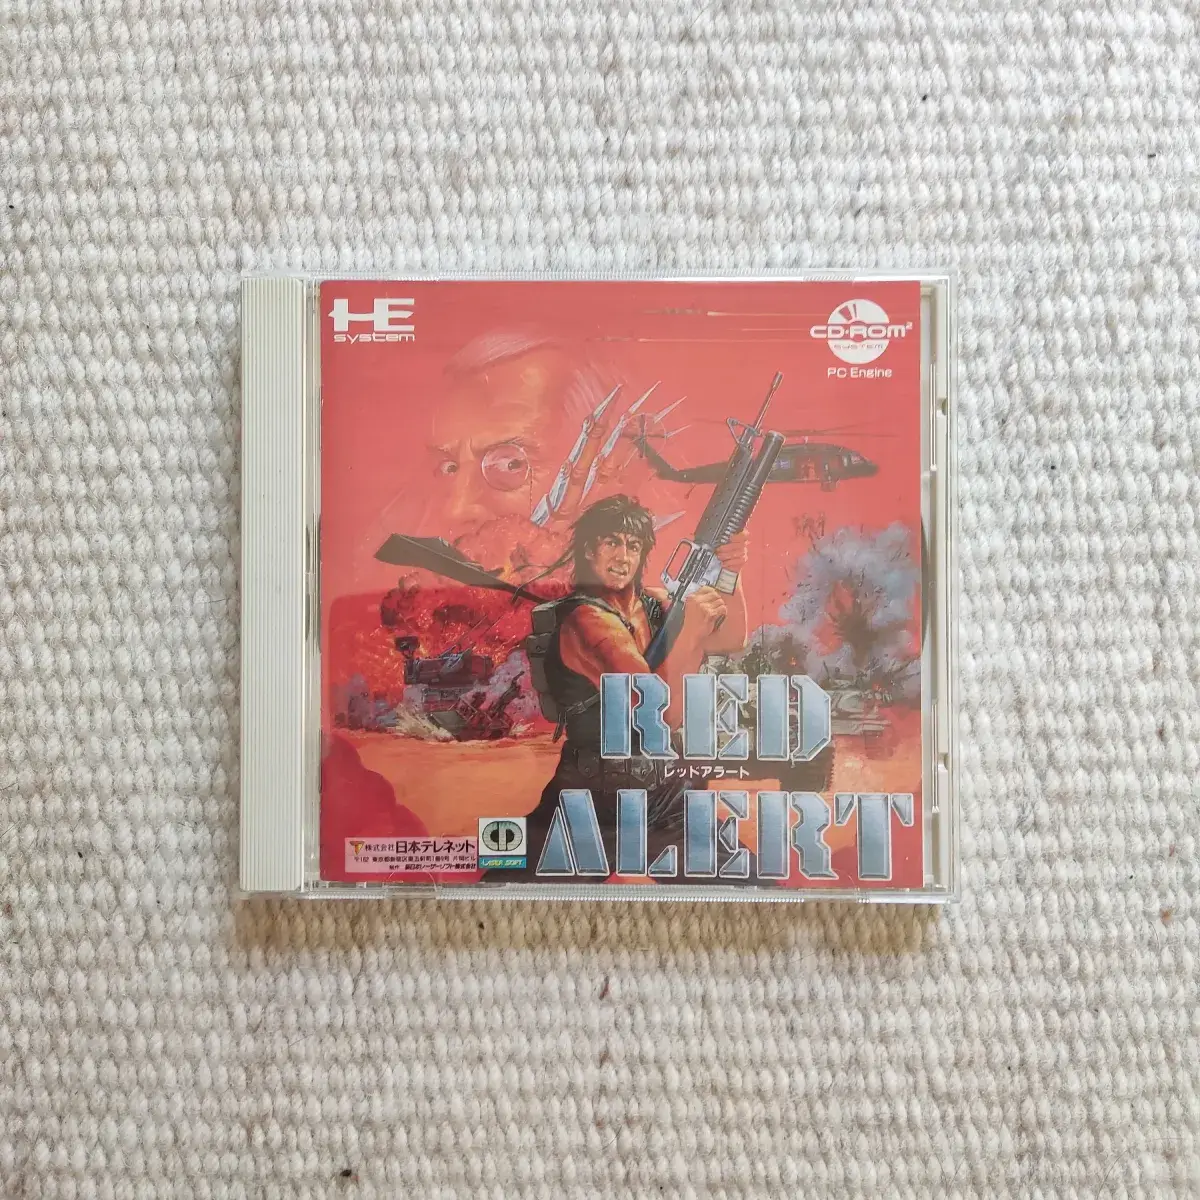 HE
system
CD-ROM²
SYSTEM
PC Engine
RED
レッドアラート
ALERT
株式会社 日本テレネット
CD
LASER SOFT